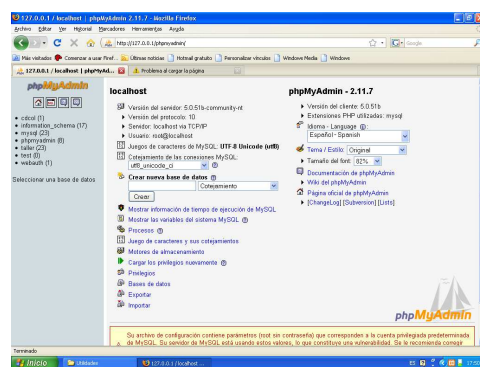 127.0.0.1 / localhost | phpMyAdmin 2.11.7 - Mozilla Firefox
Archivo Editar Ver Historial Marcadores Herramientas Ayuda
http://127.0.0.1/phpmyadmin/
Google
Más visitados Comenzar a usar Firef... Últimas noticias Hotmail gratuito Personalizar vínculos Windows Media Windows
127.0.0.1 / localhost | phpMyAd...
Problema al cargar la página
phpMyAdmin
cdcol (1)
information_schema (17)
mysql (23)
phpmyadmin (8)
taller (23)
test (0)
webauth (1)
Seleccionar una base de datos
localhost
Versión del servidor: 5.0.51b-community-nt
Versión del protocolo: 10
Servidor: localhost via TCP/IP
Usuario: root@localhost
Juegos de caracteres de MySQL: UTF-8 Unicode (utf8)
Cotejamiento de las conexiones MySQL:
utf8_unicode_ci
Crear nueva base de datos
Cotejamiento
Crear
Mostrar información de tiempo de ejecución de MySQL
Mostrar las variables del sistema MySQL
Procesos
Juego de caracteres y sus cotejamientos
Motores de almacenamiento
Cargar los privilegios nuevamente
Privilegios
Bases de datos
Exportar
Importar
phpMyAdmin - 2.11.7
Versión del cliente: 5.0.51b
Extensiones PHP utilizadas: mysql
Idioma - Language
Español - Spanish
Tema / Estilo: Original
Tamaño del font: 82%
Documentación de phpMyAdmin
Wiki del phpMyAdmin
Página oficial de phpMyAdmin
[ChangeLog] [Subversion] [Lists]
phpMyAdmin
Su archivo de configuración contiene parámetros (root sin contraseña) que corresponden a la cuenta privilegiada predeterminada
de MySQL. Su servidor de MySQL está usando estos valores, lo que constituye una vulnerabilidad. Se le recomienda corregir
Terminado
Inicio
Utilidades
127.0.0.1 / localhost ...